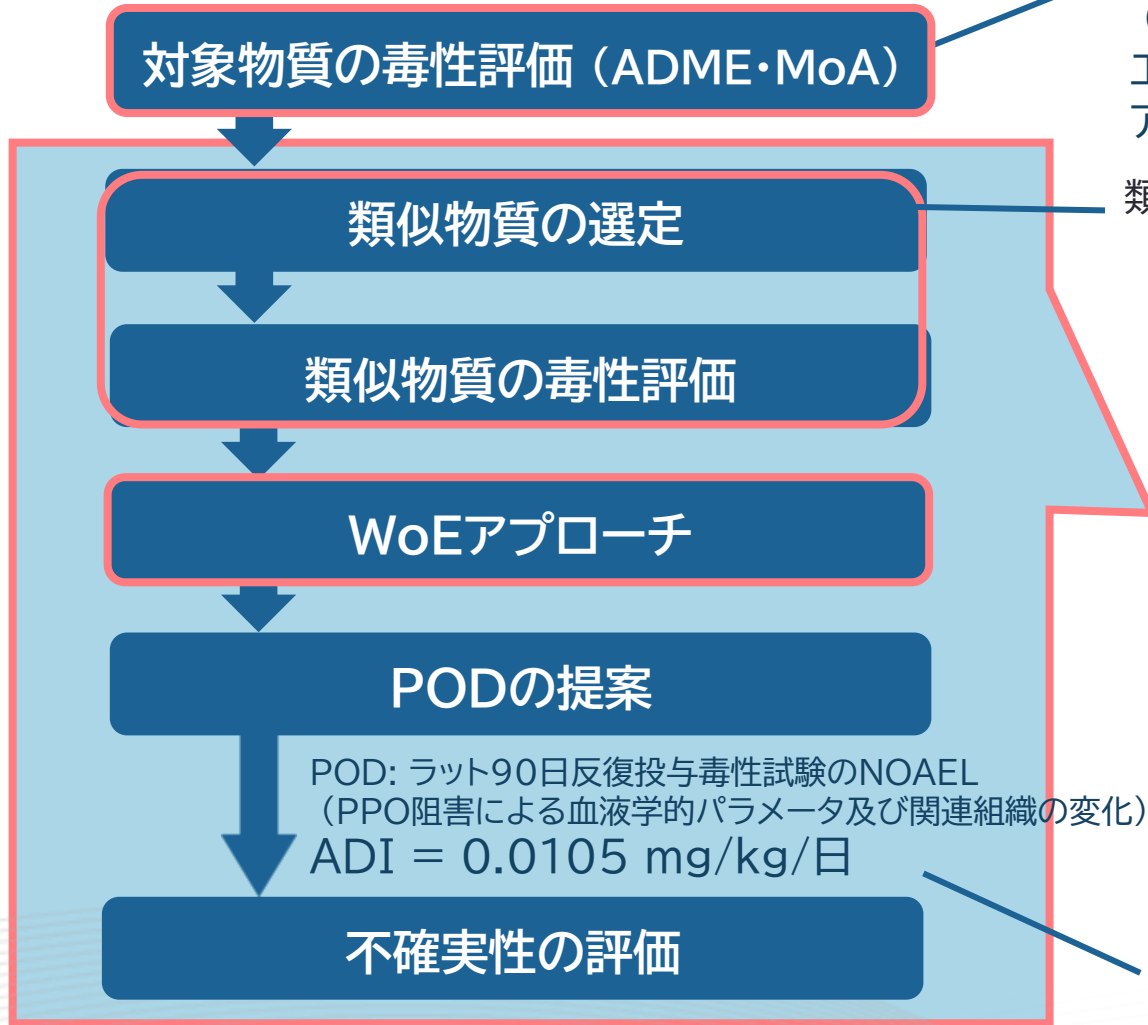 対象物質の毒性評価（ADME・MoA）
類似物質の選定
類似物質の毒性評価
WoEアプローチ
PODの提案
POD: ラット90日反復投与毒性試験のNOAEL
（PPO阻害による血液学的パラメータ及び関連組織の変化）
ADI = 0.0105 mg/kg/日
不確実性の評価